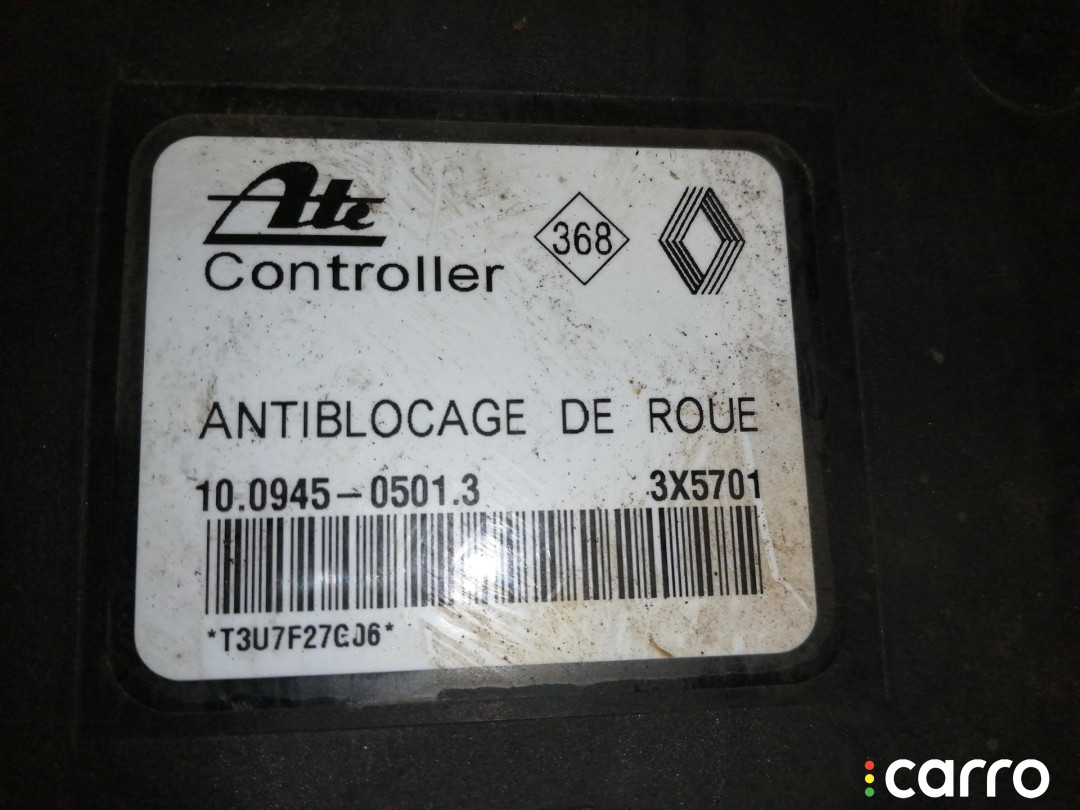 Ate
368
Controller
ANTIBLOCAGE DE ROUE
10.0945-0501.3 3X5701
carro